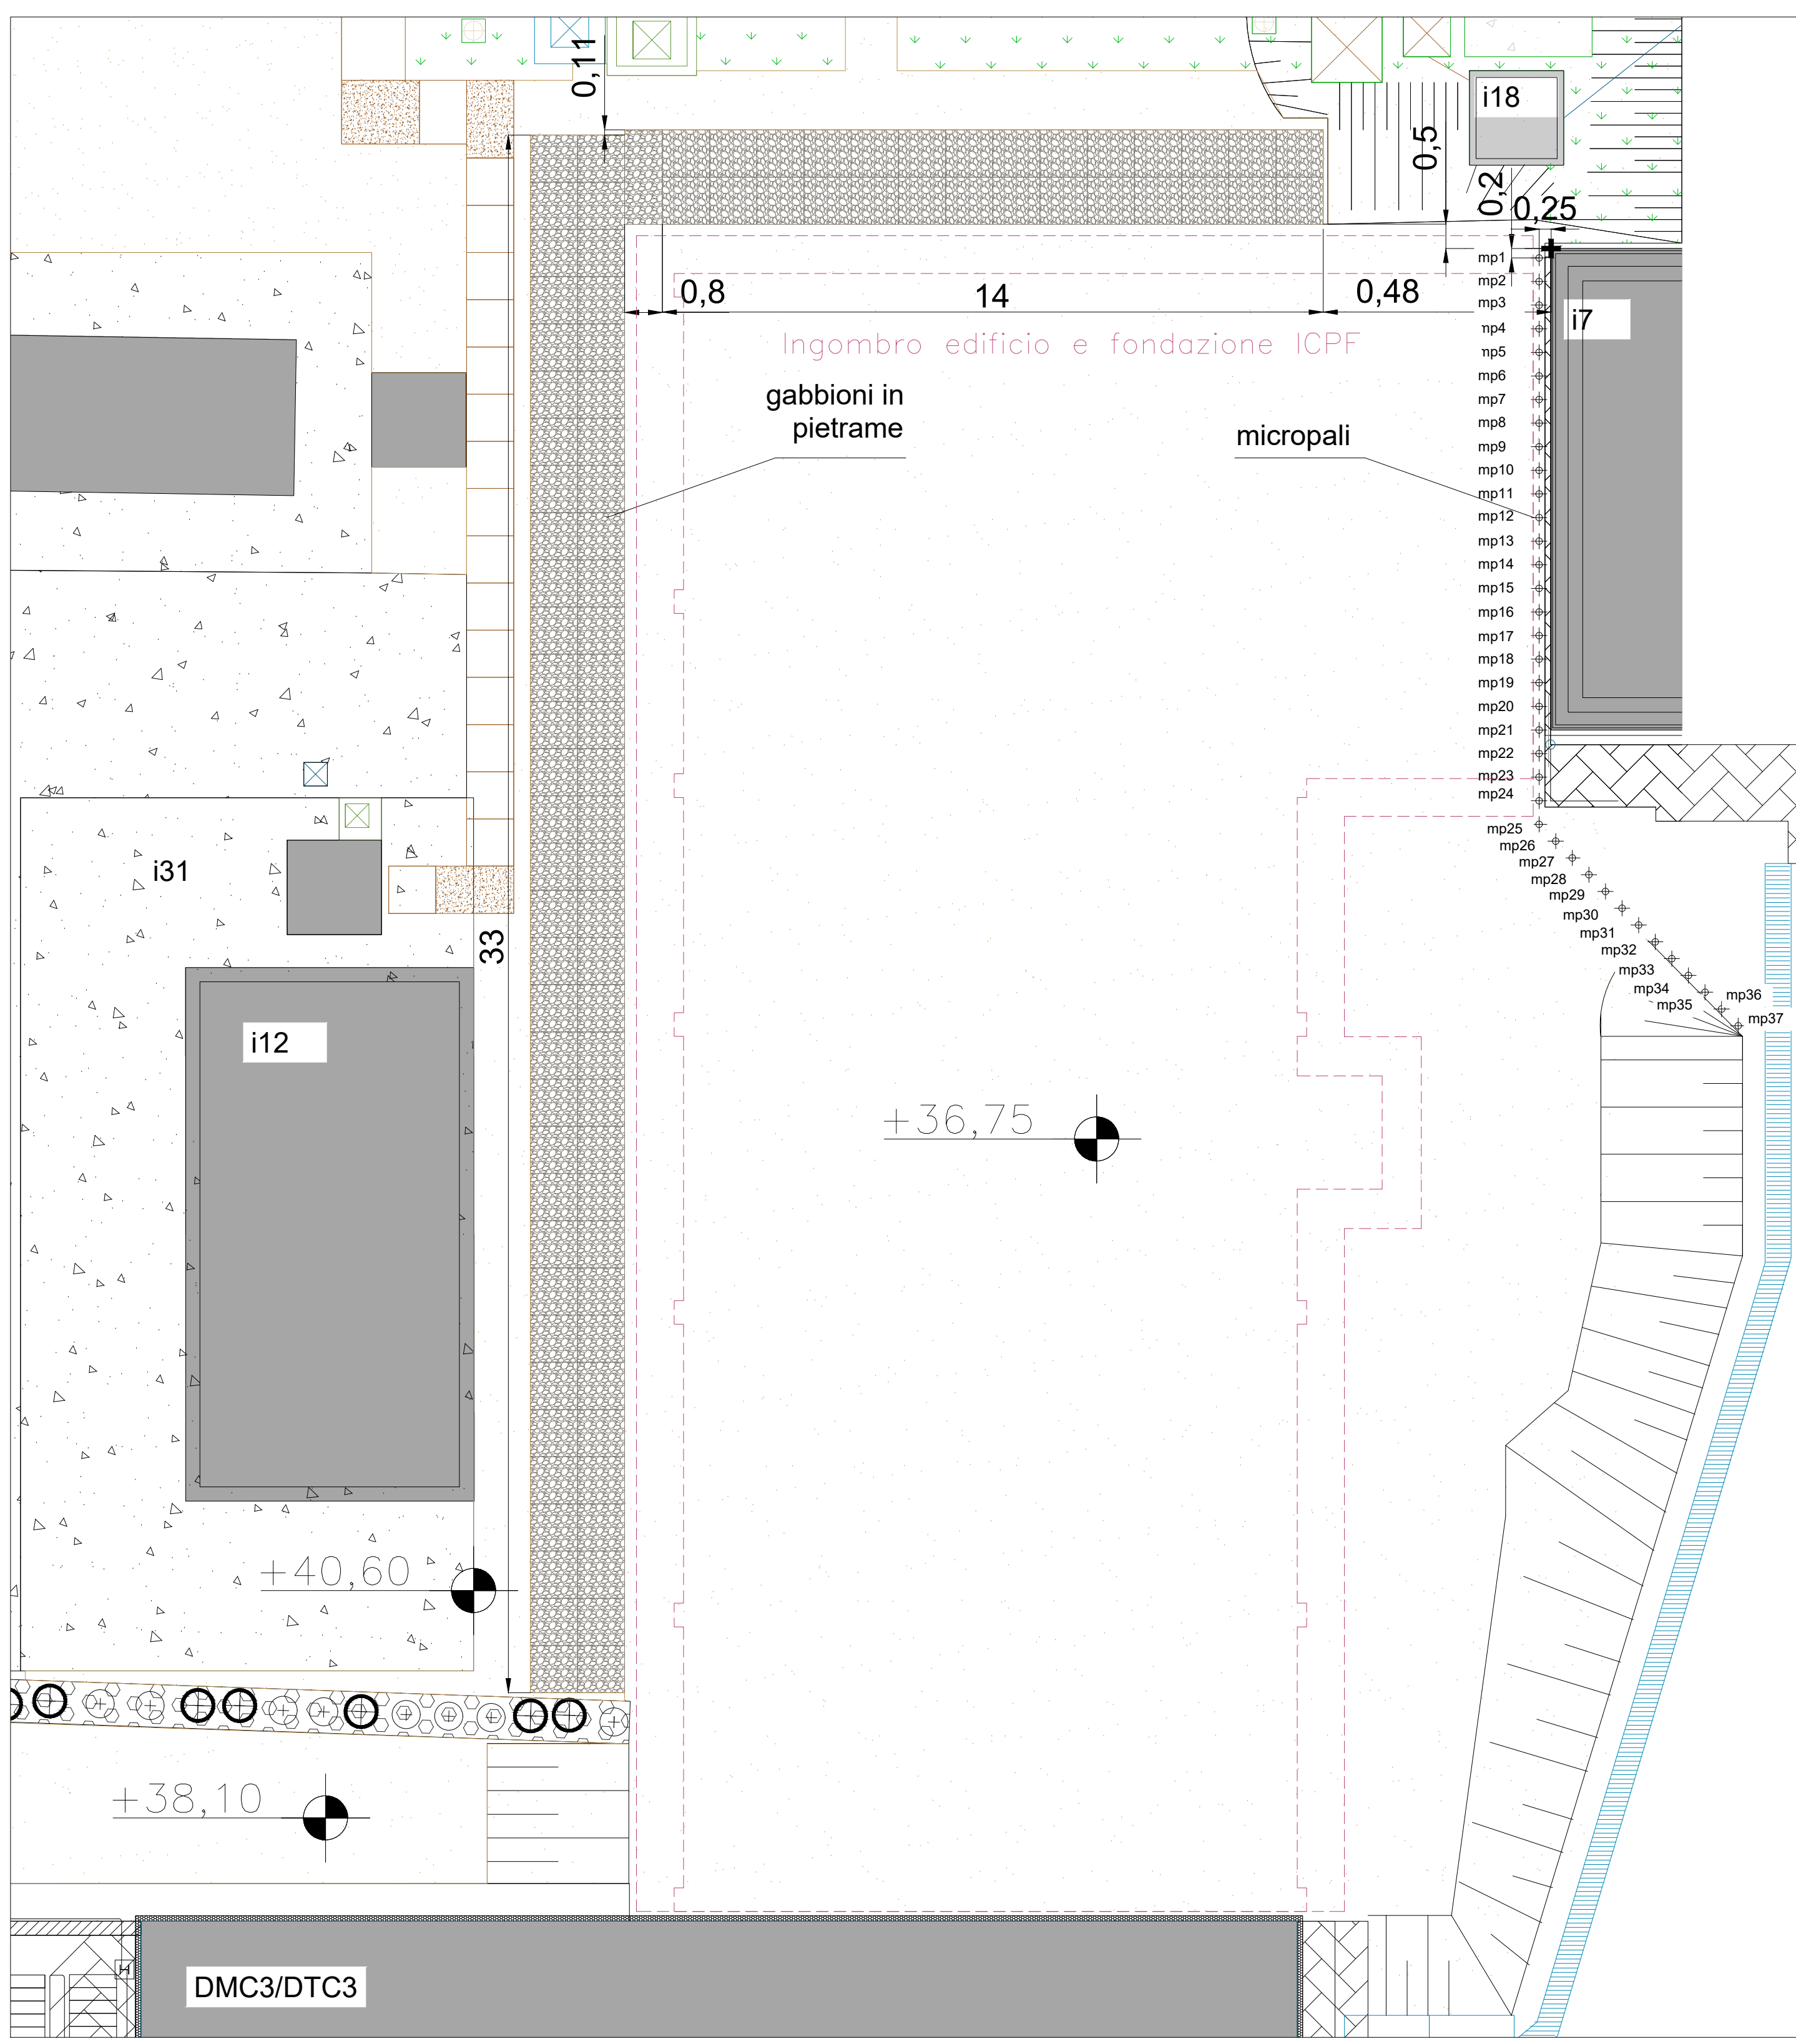 0,11
i18
0,5
0,2
0,25
mp1
mp2
0,8
14
0,48
mp3
i7
mp4
Ingombro edificio e fondazione ICPF
mp5
mp6
gabbioni in
pietrame
mp7
mp8
micropali
mp9
mp10
mp11
mp12
mp13
mp14
mp15
mp16
mp17
mp18
mp19
mp20
mp21
mp22
mp23
mp24
mp25
mp26
mp27
i31
mp28
mp29
mp30
mp31
33
mp32
mp33
mp34
mp35
mp36
mp37
i12
+36,75
+40,60
+38,10
H
DMC3/DTC3